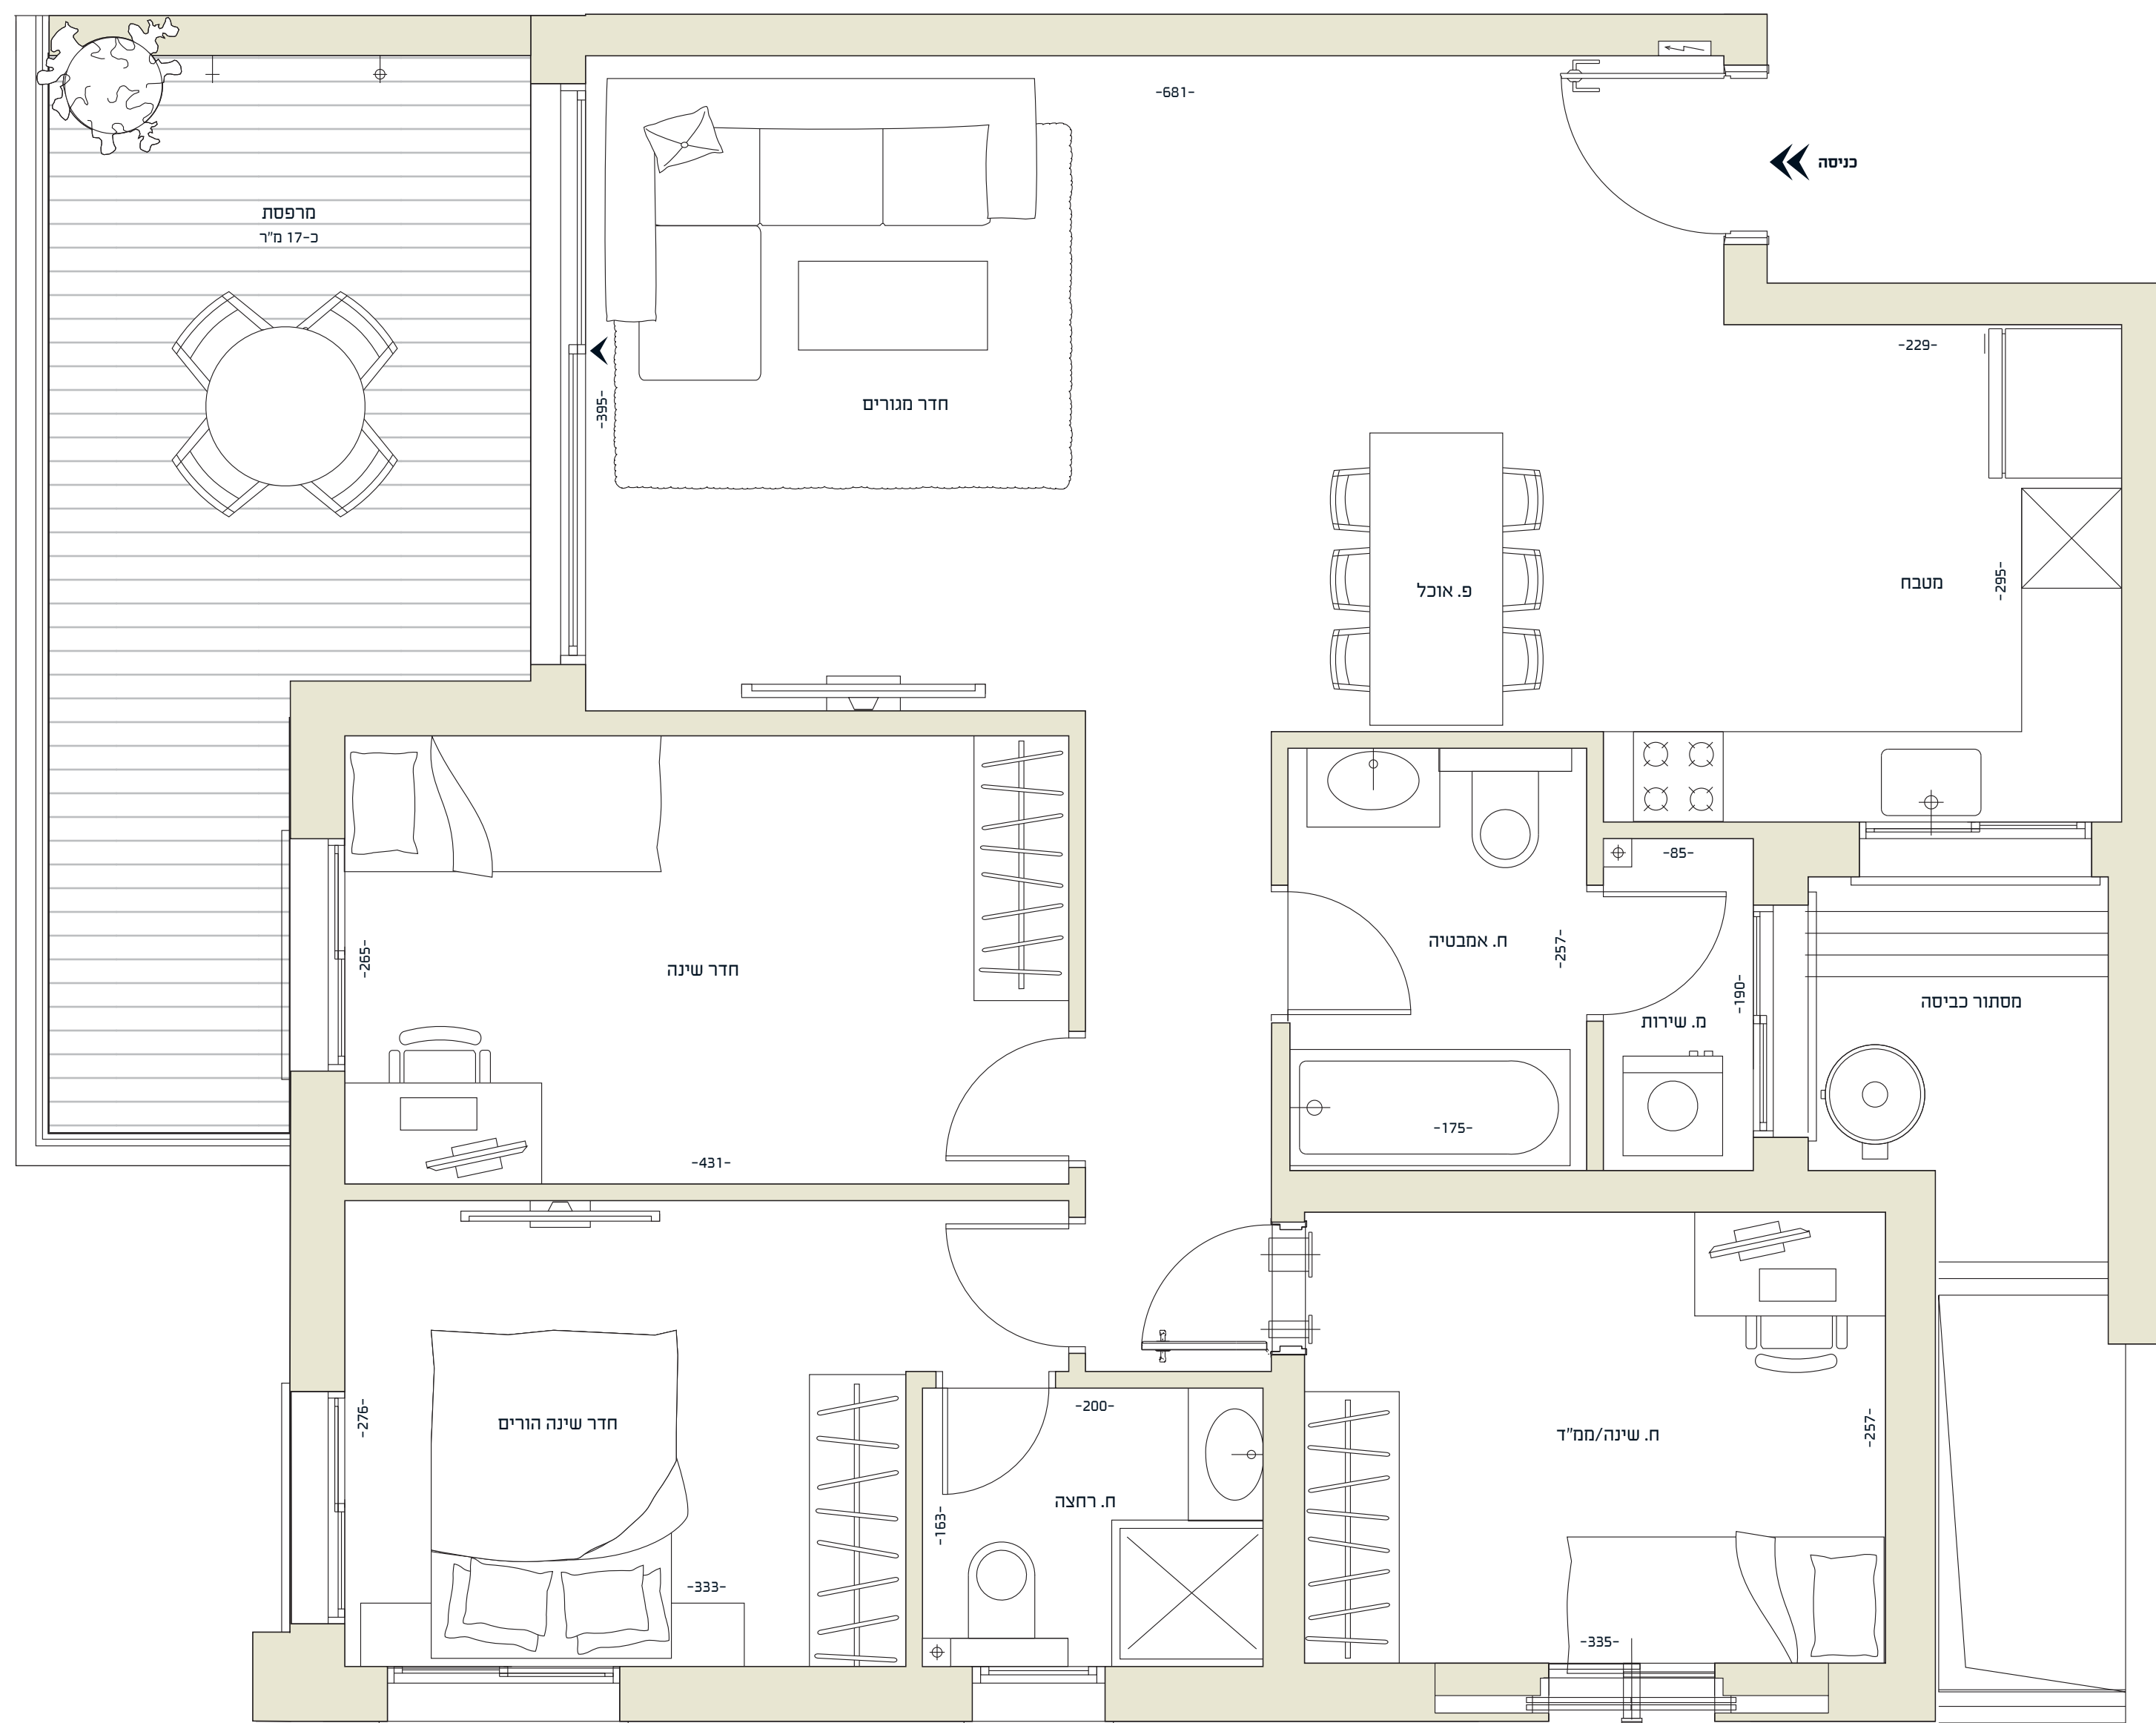 -681-
כניסה
מרפסת
כ-17 מ"ר
-229-
-395-
חדר מגורים
מטבח
-295-
פ. אוכל
-85-
ח. אמבטיה
-257-
חדר שינה
-265-
-190-
מסתור כביסה
מ. שירות
-175-
-431-
-200-
-276-
חדר שינה הורים
ח. שינה/ממ"ד
-257-
ח. רחצה
-163-
-333-
-335-